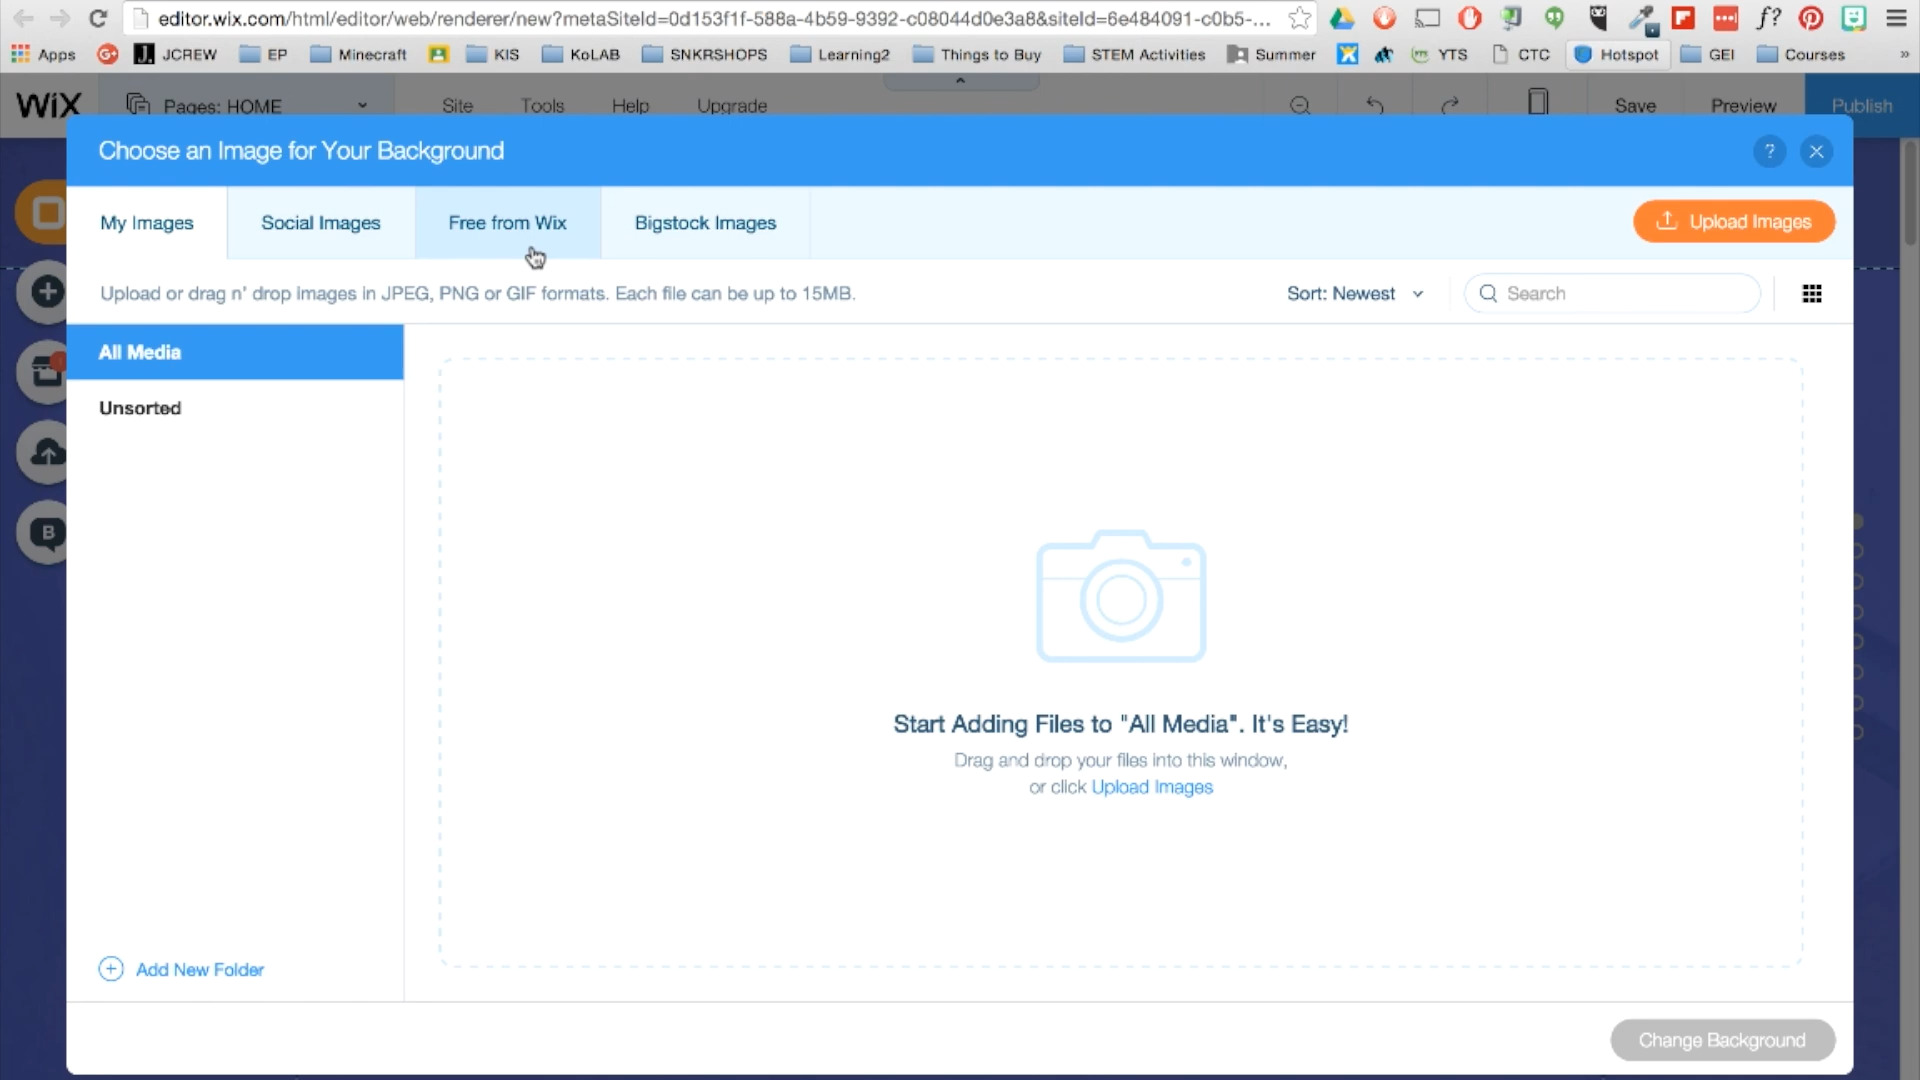 editor.wix.com/html/editor/web/renderer/new?metaSiteId=0d153f1f-588a-4b59-9392-c08044d0e3a8&siteId=6e484091-c0b5-...
f?
Apps
J.
JCREW
EP
Minecraft
KIS
KoLAB
SNKRSHOPS
Learning2
Things to Buy
STEM Activities
Summer
YTS
CTC
Hotspot
GEI
Courses
»
WiX
Pages: HOME
Site
Tools
Help
Upgrade
Save
Preview
Publish
Choose an Image for Your Background
?
My Images
Social Images
Free from Wix
Bigstock Images
Upload Images
Upload or drag n' drop images in JPEG, PNG or GIF formats. Each file can be up to 15MB.
Sort: Newest
Search
All Media
Unsorted
B
Start Adding Files to "All Media". It's Easy!
Drag and drop your files into this window,
or click Upload Images
Add New Folder
Change Background